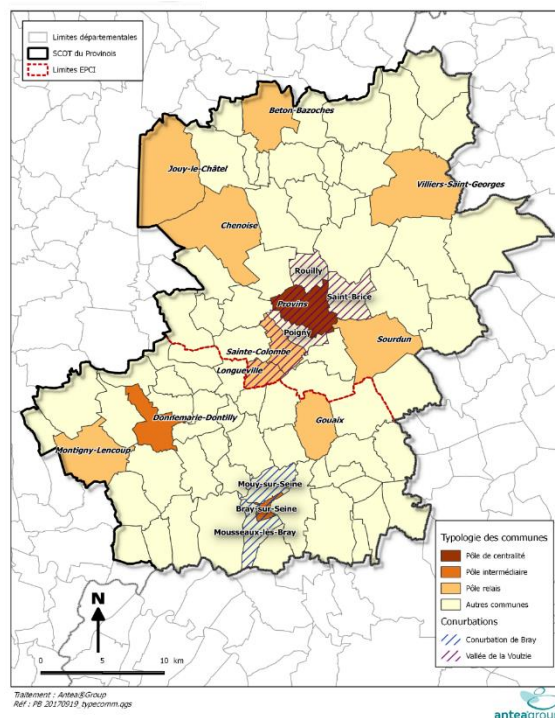 Limites départementales
SCOT du Provinois
Limites EPCI
Beton-Bazoches
Jouy-le-Châtel
Villiers-Saint-Georges
Chenoise
Rouilly
Provins
Saint-Brice
Poigny
Sourdun
Sainte-Colombe
Longueville
Gouaix
Donnemarie-Dontilly
Montigny-Lencoup
Mouy-sur-Seine
Bray-sur-Seine
Mousseaux-lès-Bray
Typologie des communes
Pôle de centralité
Pôle intermédiaire
Pôle relais
Autres communes
Conurbations
Conurbation de Bray
Vallée de la Voulzie
N
0 5 10 km
Traitement : Antea®Group
Réf : PB 20170919_typecomm.qgs
anteagroup